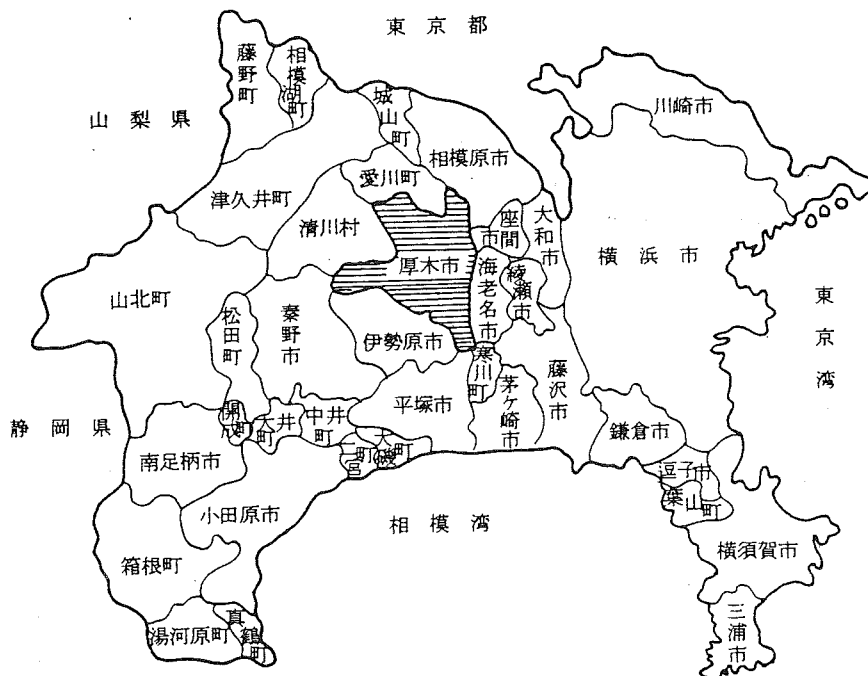 東京都
藤野町
相模湖町
城山町
川崎市
山梨県
相模原市
愛川町
津久井町
座間市
大和市
清川村
厚木市
海老名市
綾瀬市
横浜市
東京湾
山北町
松田町
秦野市
伊勢原市
寒川町
茅ヶ崎市
藤沢市
静岡県
開成町
大井町
中井町
平塚市
鎌倉市
南足柄市
二宮町
大磯町
逗子市
葉山町
小田原市
相模湾
横須賀市
箱根町
真鶴町
湯河原町
三浦市